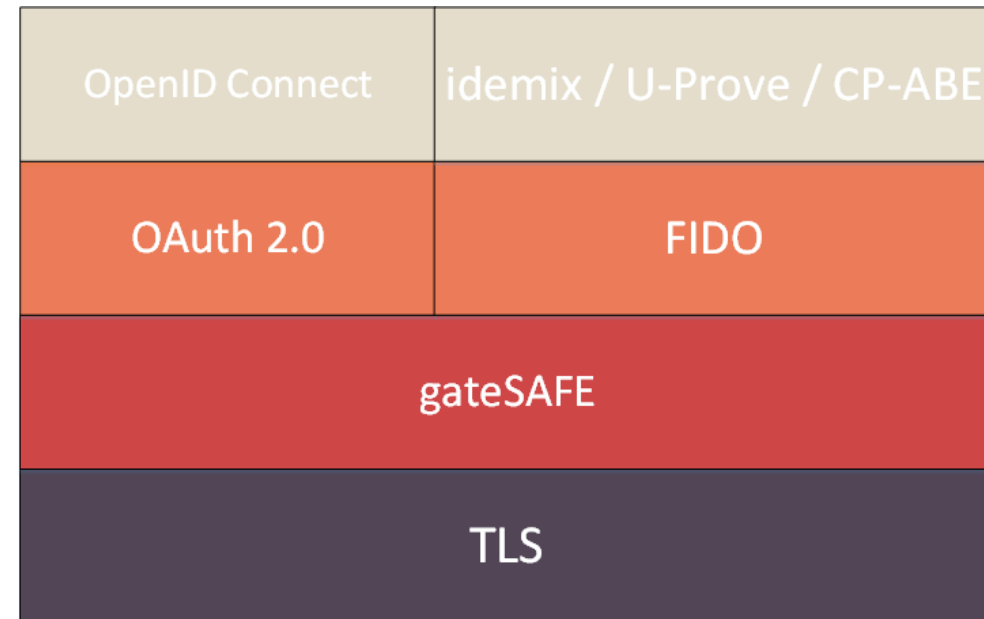 OpenID Connect
idemix / U-Prove / CP-ABE
OAuth 2.0
FIDO
gateSAFE
TLS